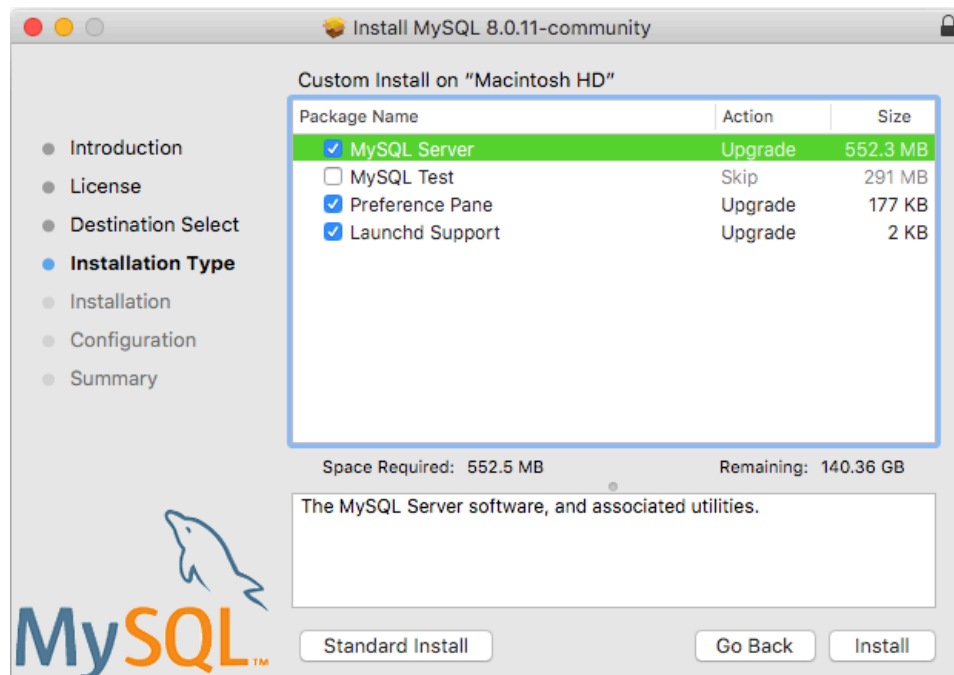 Install MySQL 8.0.11-community
Custom Install on “Macintosh HD”
Package Name Action Size
MySQL Server Upgrade 552.3 MB
MySQL Test Skip 291 MB
Preference Pane Upgrade 177 KB
Launchd Support Upgrade 2 KB
Introduction
License
Destination Select
Installation Type
Installation
Configuration
Summary
Space Required: 552.5 MB Remaining: 140.36 GB
The MySQL Server software, and associated utilities.
MySQL™
Standard Install Go Back Install